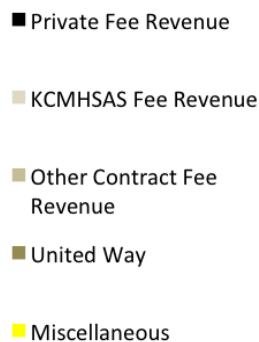 Private Fee Revenue
KCMHSAS Fee Revenue
Other Contract Fee
Revenue
United Way
Miscellaneous